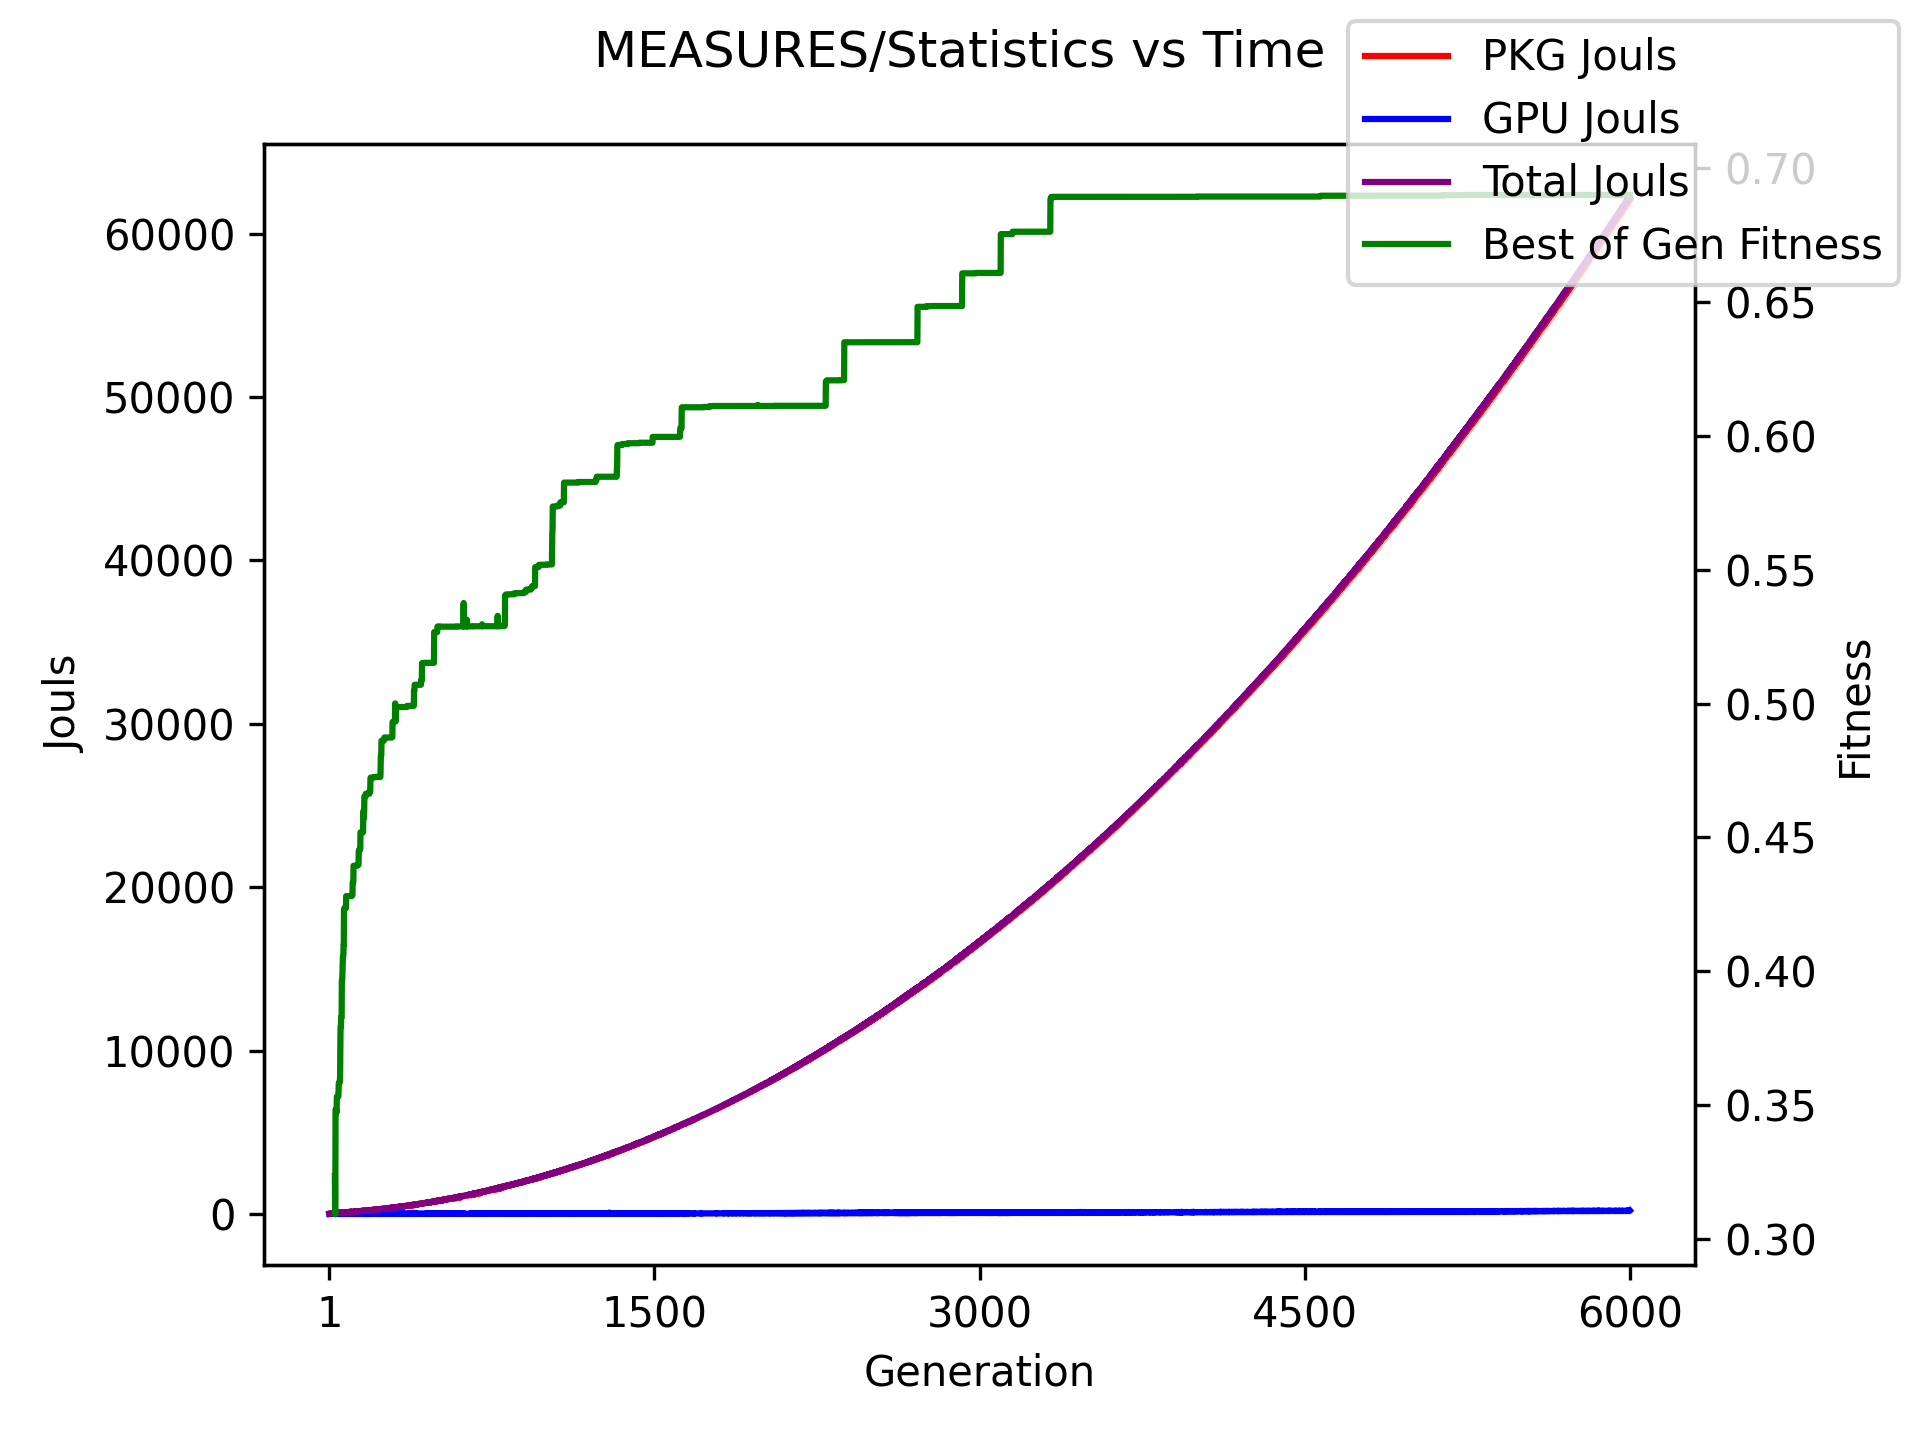 MEASURES/Statistics vs Time
PKG Jouls
GPU Jouls
Total Jouls
Best of Gen Fitness
Jouls
60000
50000
40000
30000
20000
10000
0
0.70
0.65
0.60
0.55
0.50
0.45
0.40
0.35
0.30
Fitness
1 1500 3000 4500 6000
Generation